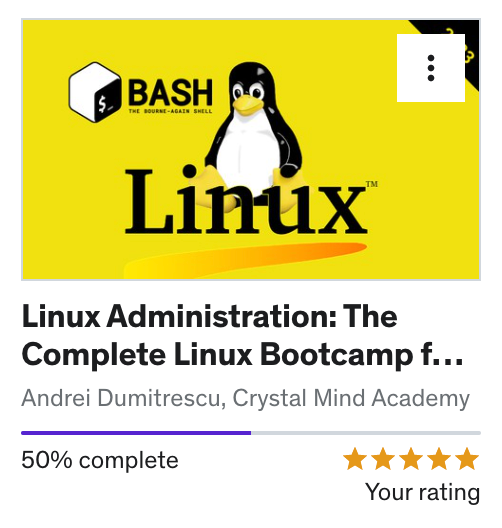 BASH
THE BOURNE-AGAIN SHELL
Linux™
Linux Administration: The
Complete Linux Bootcamp f...
Andrei Dumitrescu, Crystal Mind Academy
50% complete
Your rating